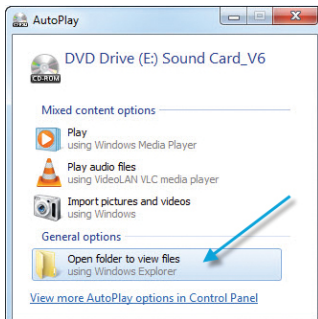 AutoPlay
DVD Drive (E:) Sound Card_V6
CD-ROM
Mixed content options
Play
using Windows Media Player
Play audio files
using VideoLAN VLC media player
Import pictures and videos
using Windows
General options
Open folder to view files
using Windows Explorer
View more AutoPlay options in Control Panel